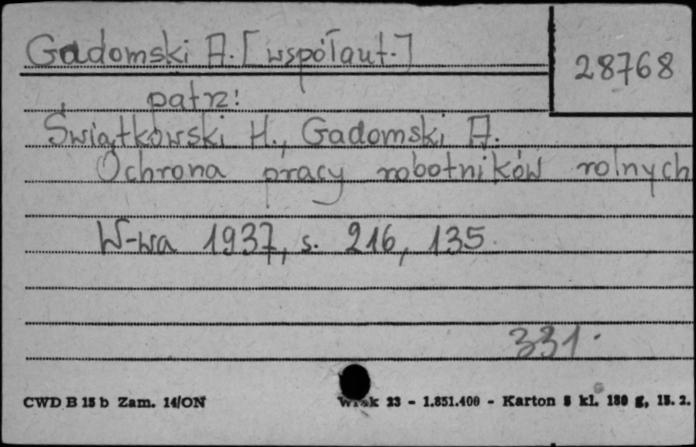 Gadomski A. [współaut.]
28768
patrz:
Świątkowski H., Gadomski A.
Ochrona pracy robotników rolnych
W-wa 1937, s. 216, 135
331.
CWD B 15 b Zam. 14/ON
23 - 1.851.400 - Karton 8 kl. 180 g, 15. 2.